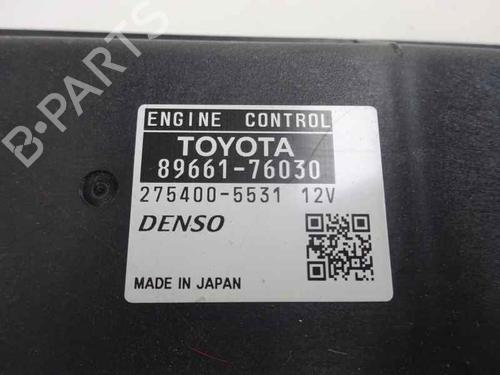 B-PARTS
ENGINE CONTROL
TOYOTA
89661-76030
275400-5531 12V
DENSO
MADE IN JAPAN